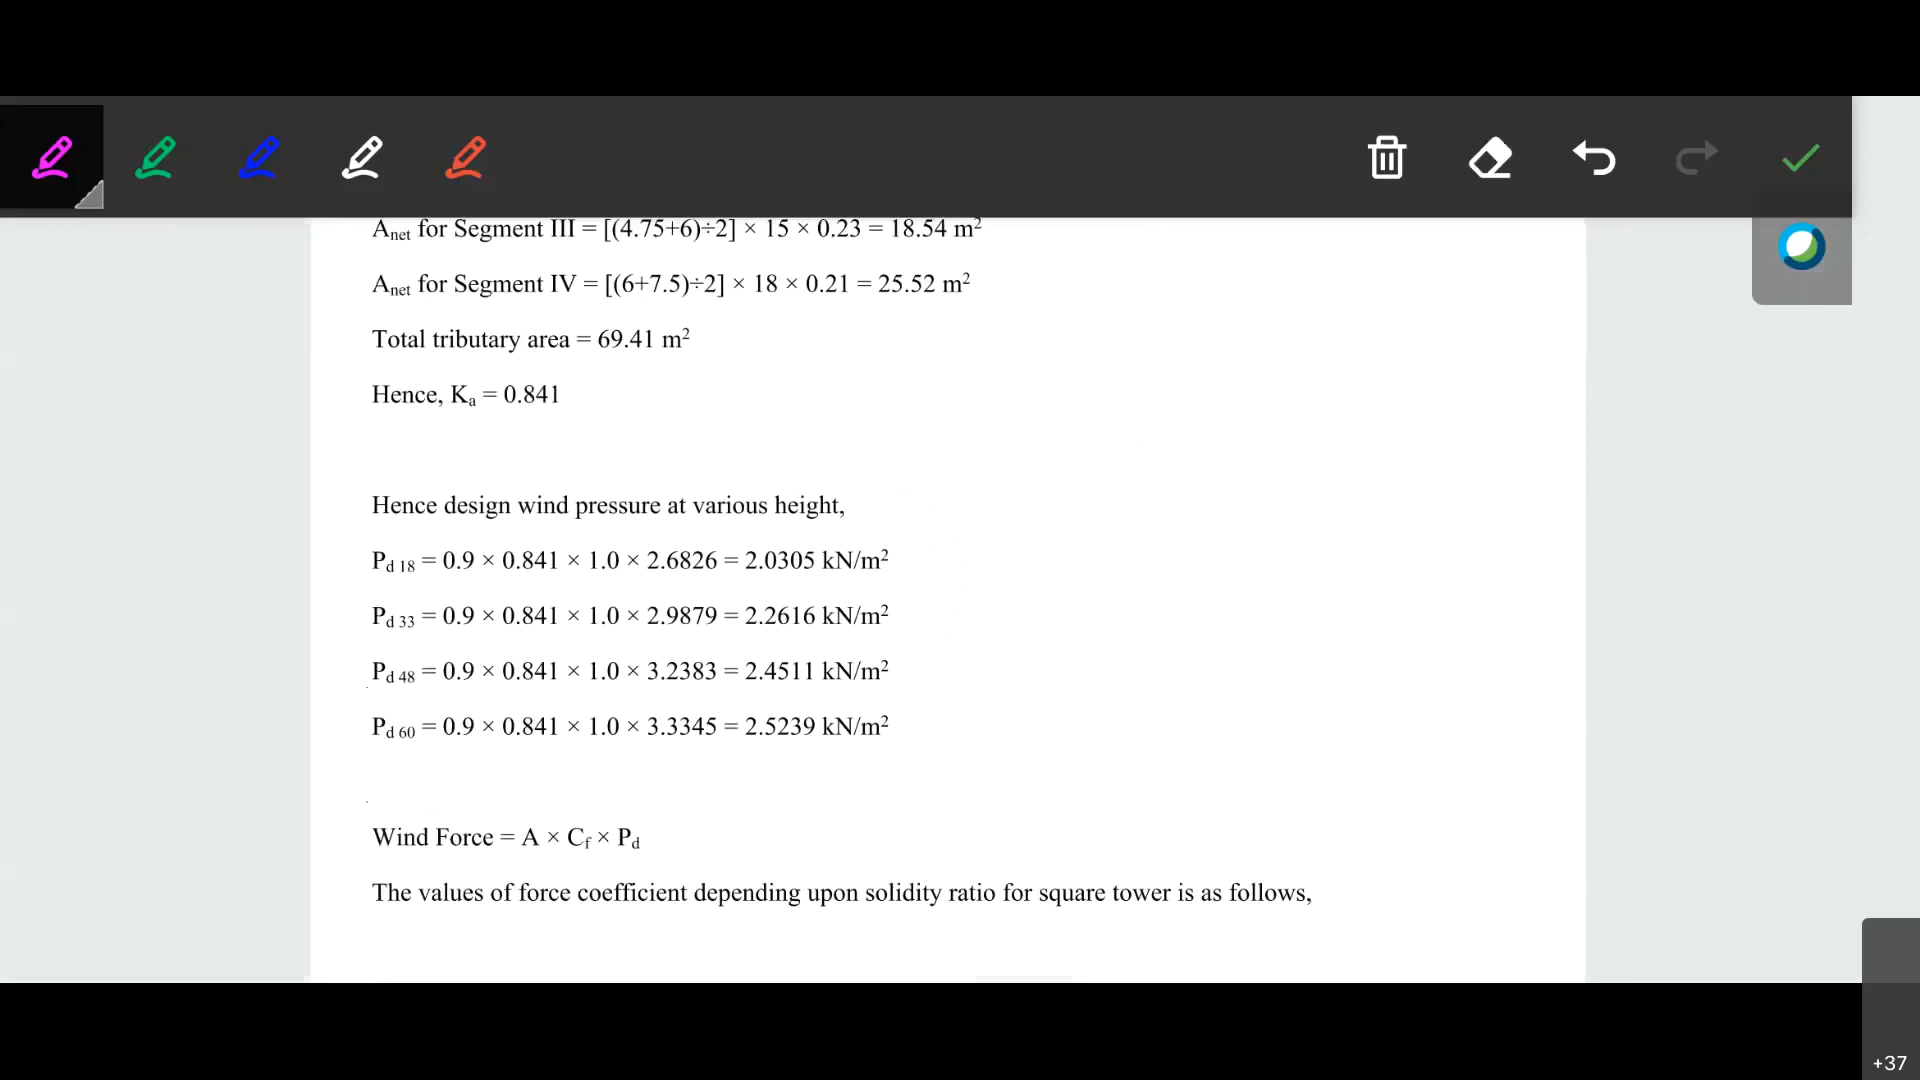 Anet for Segment III = [(4.75+6)÷2] × 15 × 0.23 = 18.54 m²
Anet for Segment IV = [(6+7.5)÷2] × 18 × 0.21 = 25.52 m²
Total tributary area = 69.41 m²
Hence, Ka = 0.841
Hence design wind pressure at various height,
Pd 18 = 0.9 × 0.841 × 1.0 × 2.6826 = 2.0305 kN/m²
Pd 33 = 0.9 × 0.841 × 1.0 × 2.9879 = 2.2616 kN/m²
Pd 48 = 0.9 × 0.841 × 1.0 × 3.2383 = 2.4511 kN/m²
Pd 60 = 0.9 × 0.841 × 1.0 × 3.3345 = 2.5239 kN/m²
Wind Force = A × Cf × Pd
The values of force coefficient depending upon solidity ratio for square tower is as follows,
+37